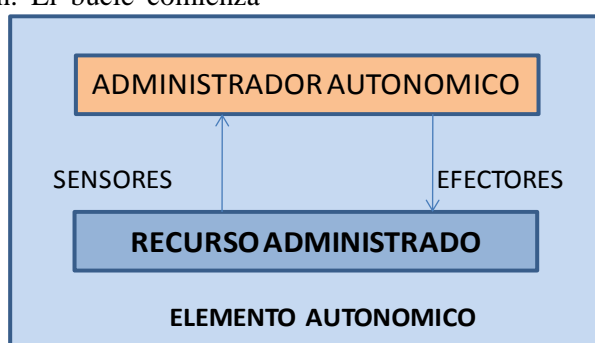 El bucle comienza
ADMINISTRADOR AUTONOMICO
SENSORES
EFECTORES
RECURSO ADMINISTRADO
ELEMENTO AUTONOMICO